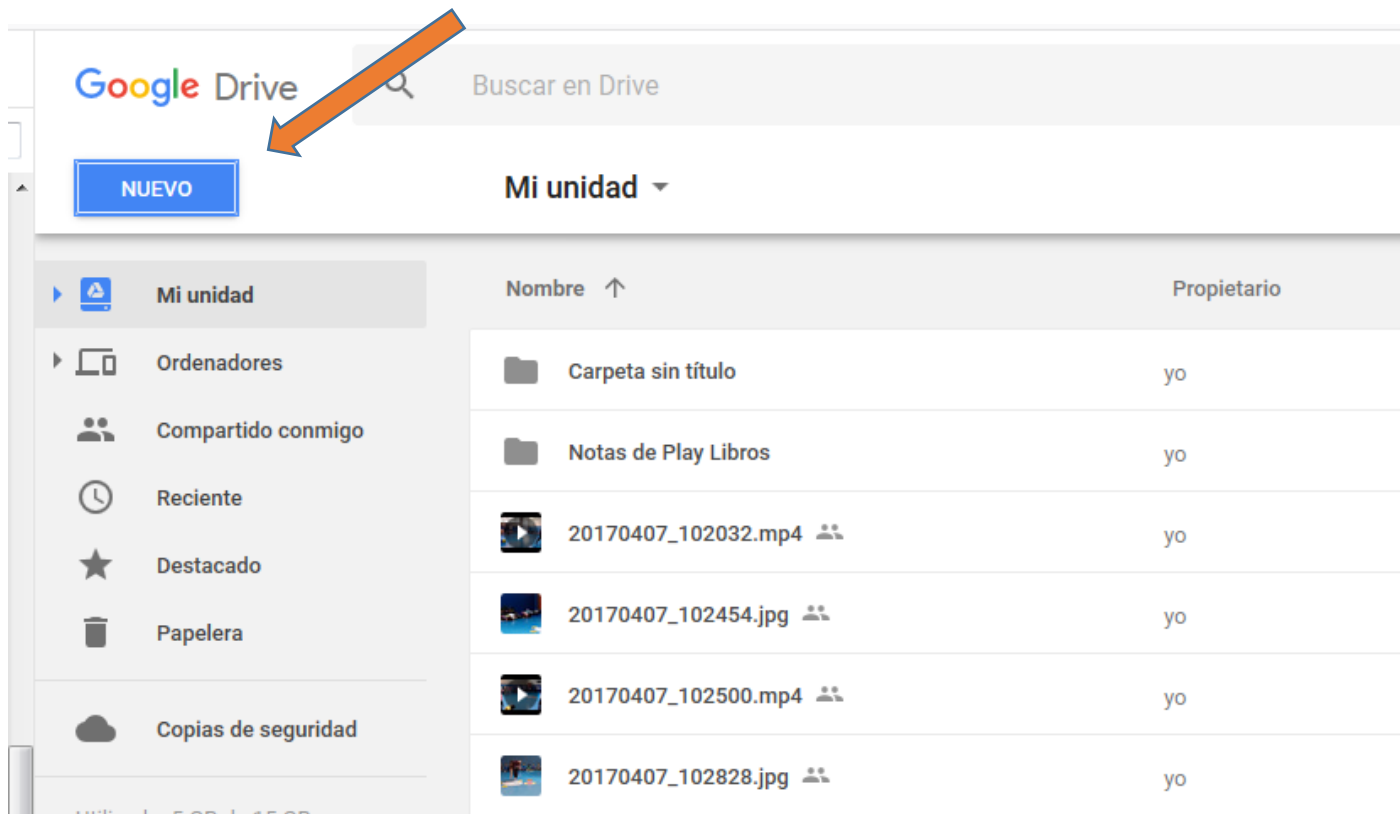 Google Drive
Buscar en Drive
NUEVO
Mi unidad
Mi unidad
Ordenadores
Compartido conmigo
Reciente
Destacado
Papelera
Copias de seguridad
Nombre
Propietario
Carpeta sin título
yo
Notas de Play Libros
yo
20170407_102032.mp4
yo
20170407_102454.jpg
yo
20170407_102500.mp4
yo
20170407_102828.jpg
yo